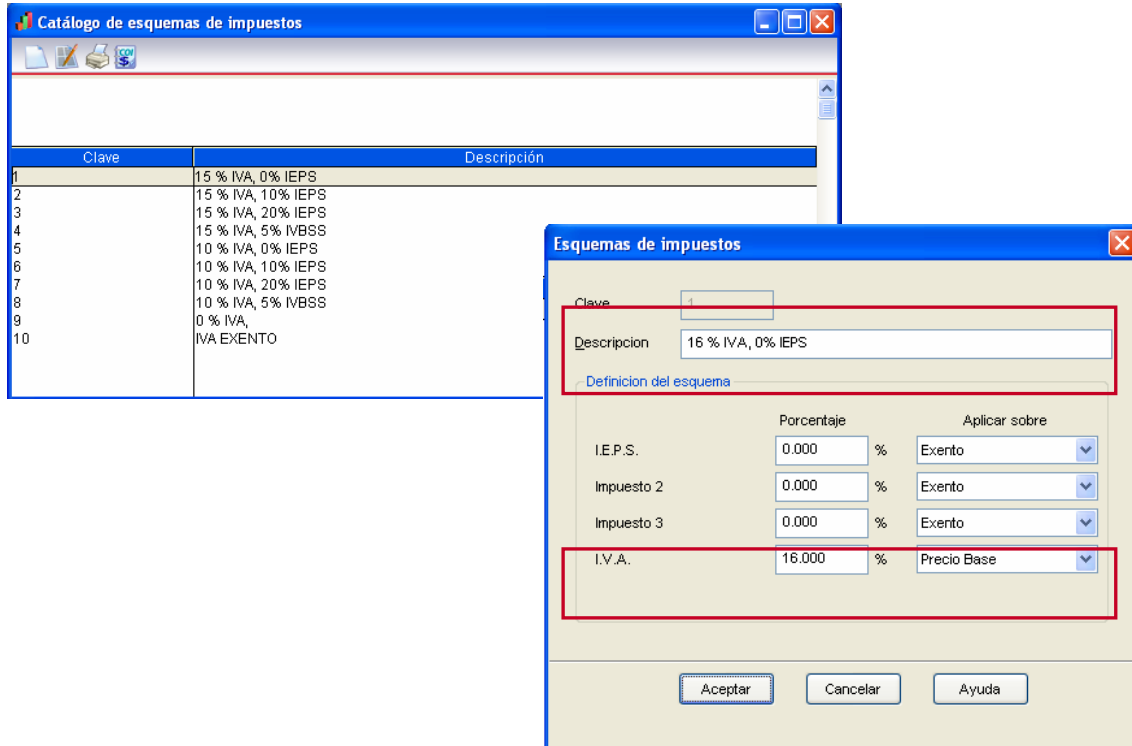 Catálogo de esquemas de impuestos
Clave Descripción
1 15 % IVA, 0% IEPS
2 15 % IVA, 10% IEPS
3 15 % IVA, 20% IEPS
4 15 % IVA, 5% IVBSS
5 10 % IVA, 0% IEPS
6 10 % IVA, 10% IEPS
7 10 % IVA, 20% IEPS
8 10 % IVA, 5% IVBSS
9 0 % IVA,
10 IVA EXENTO
Esquemas de impuestos
Clave 1
Descripcion 16 % IVA, 0% IEPS
Definicion del esquema
Porcentaje Aplicar sobre
I.E.P.S. 0.000 % Exento
Impuesto 2 0.000 % Exento
Impuesto 3 0.000 % Exento
I.V.A. 16.000 % Precio Base
Aceptar Cancelar Ayuda